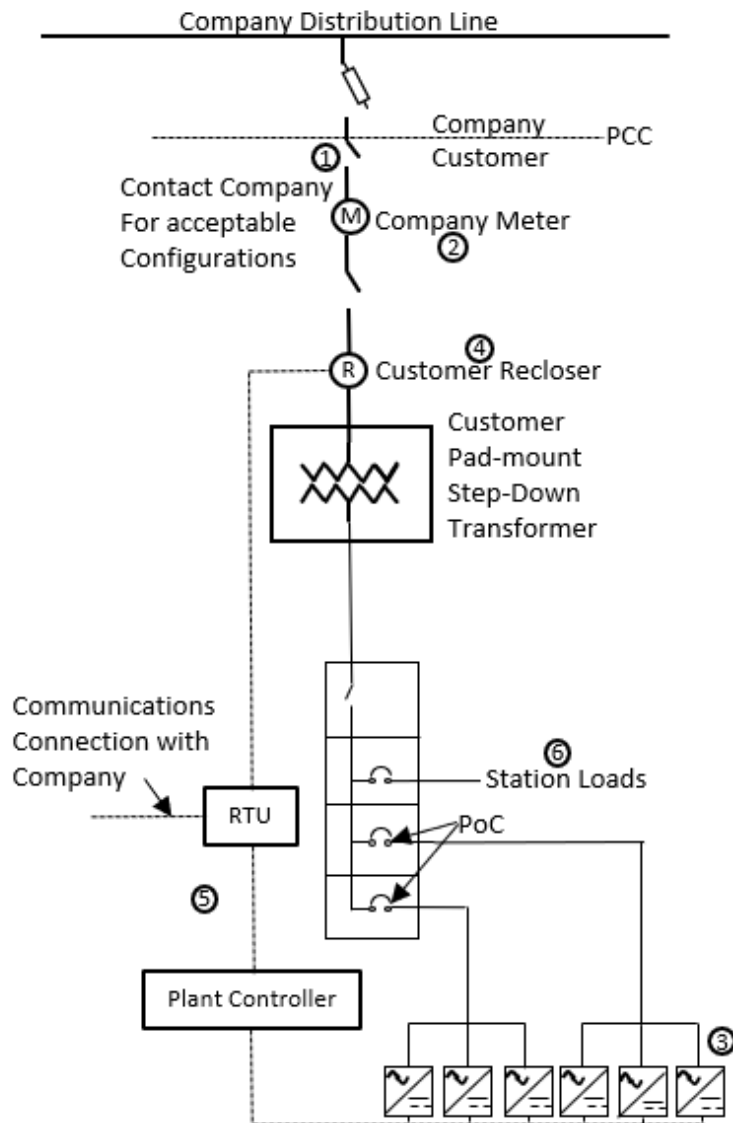 Company Distribution Line
Company
PCC
Customer
①
Contact Company
For acceptable
Configurations
M
Company Meter
②
④
R
Customer Recloser
Customer
Pad-mount
Step-Down
Transformer
Communications
Connection with
Company
⑥
Station Loads
RTU
PoC
⑤
Plant Controller
③